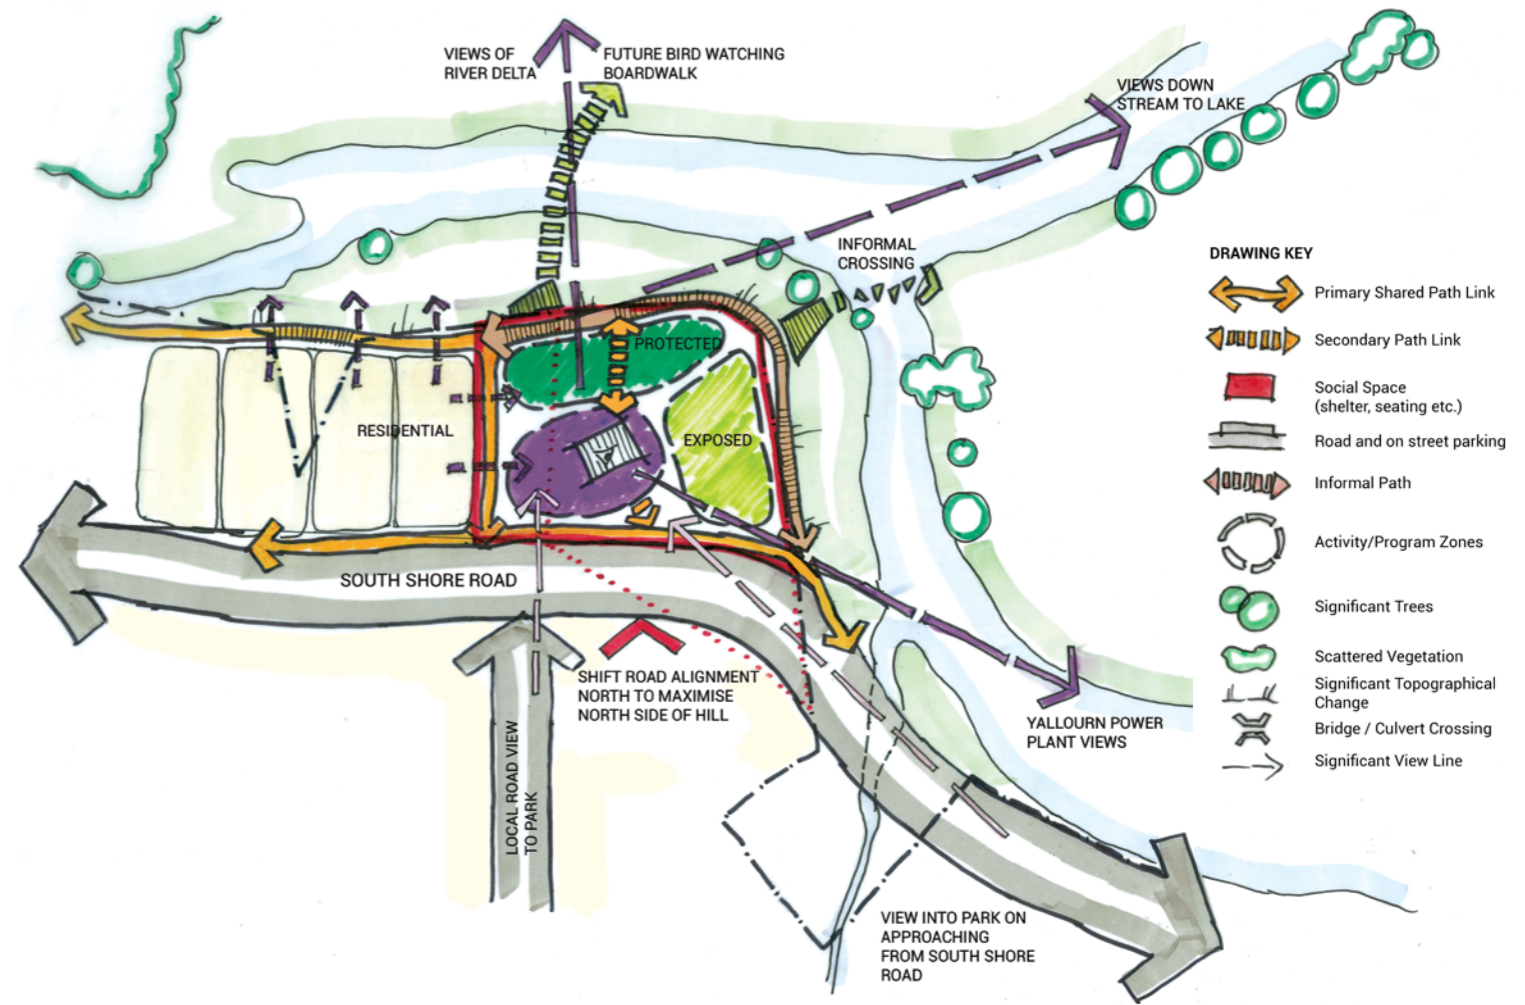 VIEWS OF
RIVER DELTA
FUTURE BIRD WATCHING
BOARDWALK
VIEWS DOWN
STREAM TO LAKE
INFORMAL
CROSSING
PROTECTED
EXPOSED
RESIDENTIAL
SOUTH SHORE ROAD
SHIFT ROAD ALIGNMENT
NORTH TO MAXIMISE
NORTH SIDE OF HILL
LOCAL ROAD VIEW
TO PARK
YALLOURN POWER
PLANT VIEWS
VIEW INTO PARK ON
APPROACHING
FROM SOUTH SHORE
ROAD
DRAWING KEY
Primary Shared Path Link
Secondary Path Link
Social Space
(shelter, seating etc.)
Road and on street parking
Informal Path
Activity/Program Zones
Significant Trees
Scattered Vegetation
Significant Topographical
Change
Bridge / Culvert Crossing
Significant View Line